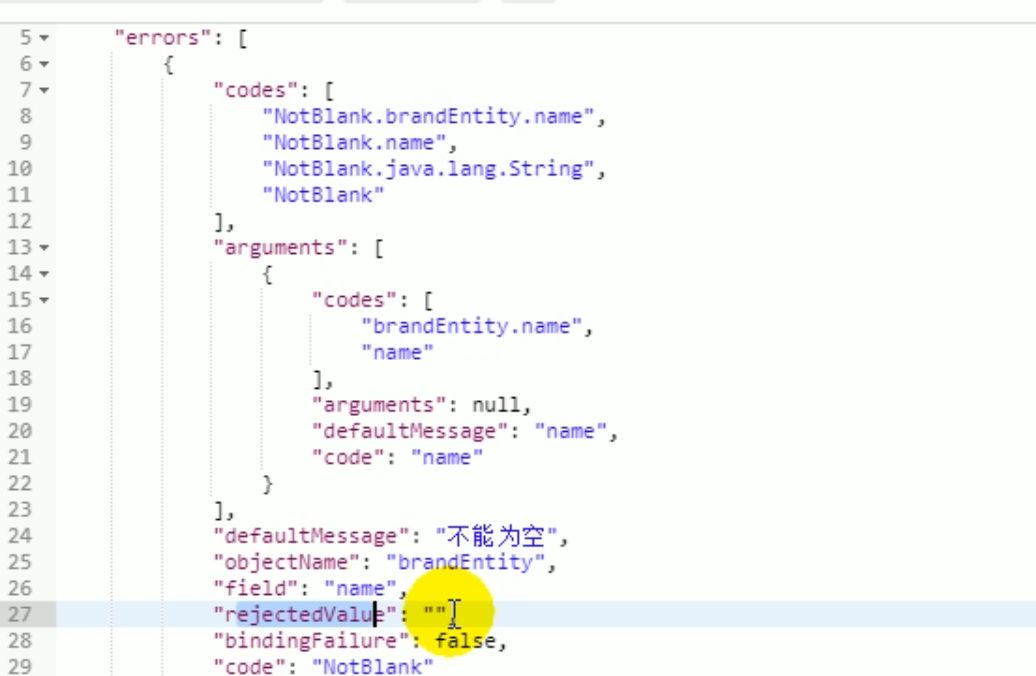 5 "errors": [
6 {
7 "codes": [
8 "NotBlank.brandEntity.name",
9 "NotBlank.name",
10 "NotBlank.java.lang.String",
11 "NotBlank"
12 ],
13 "arguments": [
14 {
15 "codes": [
16 "brandEntity.name",
17 "name"
18 ],
19 "arguments": null,
20 "defaultMessage": "name",
21 "code": "name"
22 }
23 ],
24 "defaultMessage": "不能为空",
25 "objectName": "brandEntity",
26 "field": "name",
27 "rejectedValue": "",
28 "bindingFailure": false,
29 "code": "NotBlank"